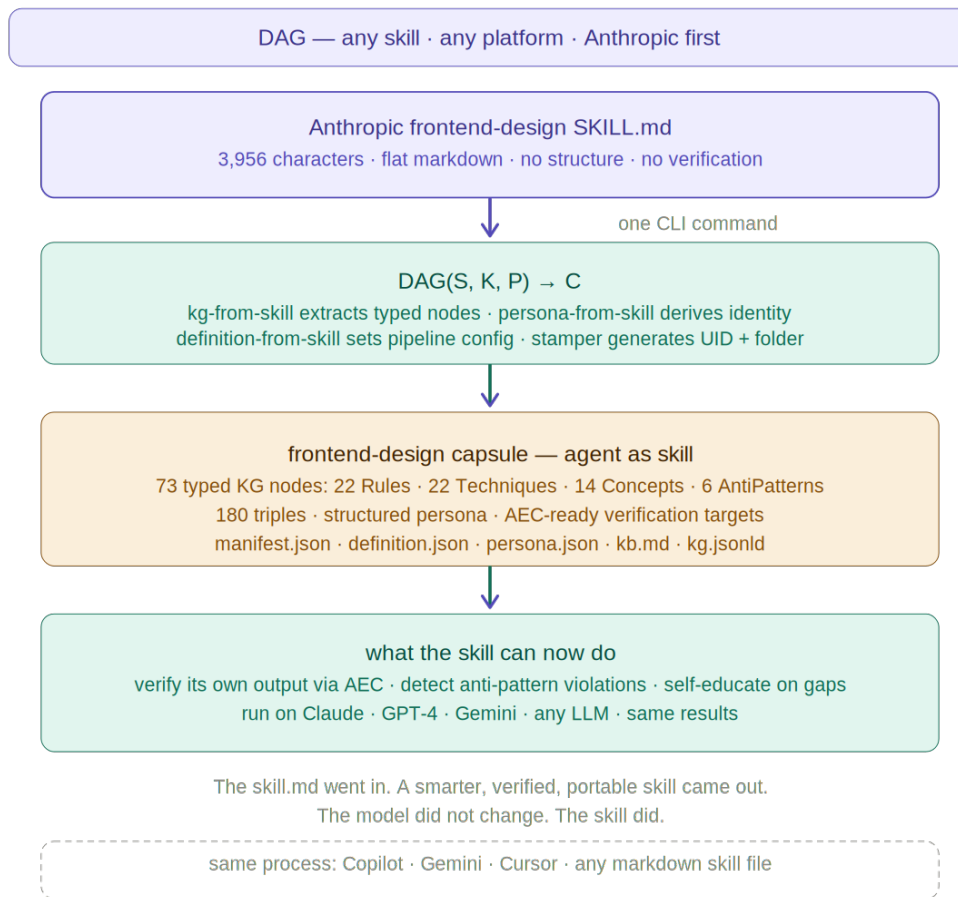 DAG — any skill · any platform · Anthropic first
Anthropic frontend-design SKILL.md
3,956 characters · flat markdown · no structure · no verification
one CLI command
DAG(S, K, P) → C
kg-from-skill extracts typed nodes · persona-from-skill derives identity
definition-from-skill sets pipeline config · stamper generates UID + folder
frontend-design capsule — agent as skill
73 typed KG nodes: 22 Rules · 22 Techniques · 14 Concepts · 6 AntiPatterns
180 triples · structured persona · AEC-ready verification targets
manifest.json · definition.json · persona.json · kb.md · kg.jsonld
what the skill can now do
verify its own output via AEC · detect anti-pattern violations · self-educate on gaps
run on Claude · GPT-4 · Gemini · any LLM · same results
The skill.md went in. A smarter, verified, portable skill came out.
The model did not change. The skill did.
same process: Copilot · Gemini · Cursor · any markdown skill file